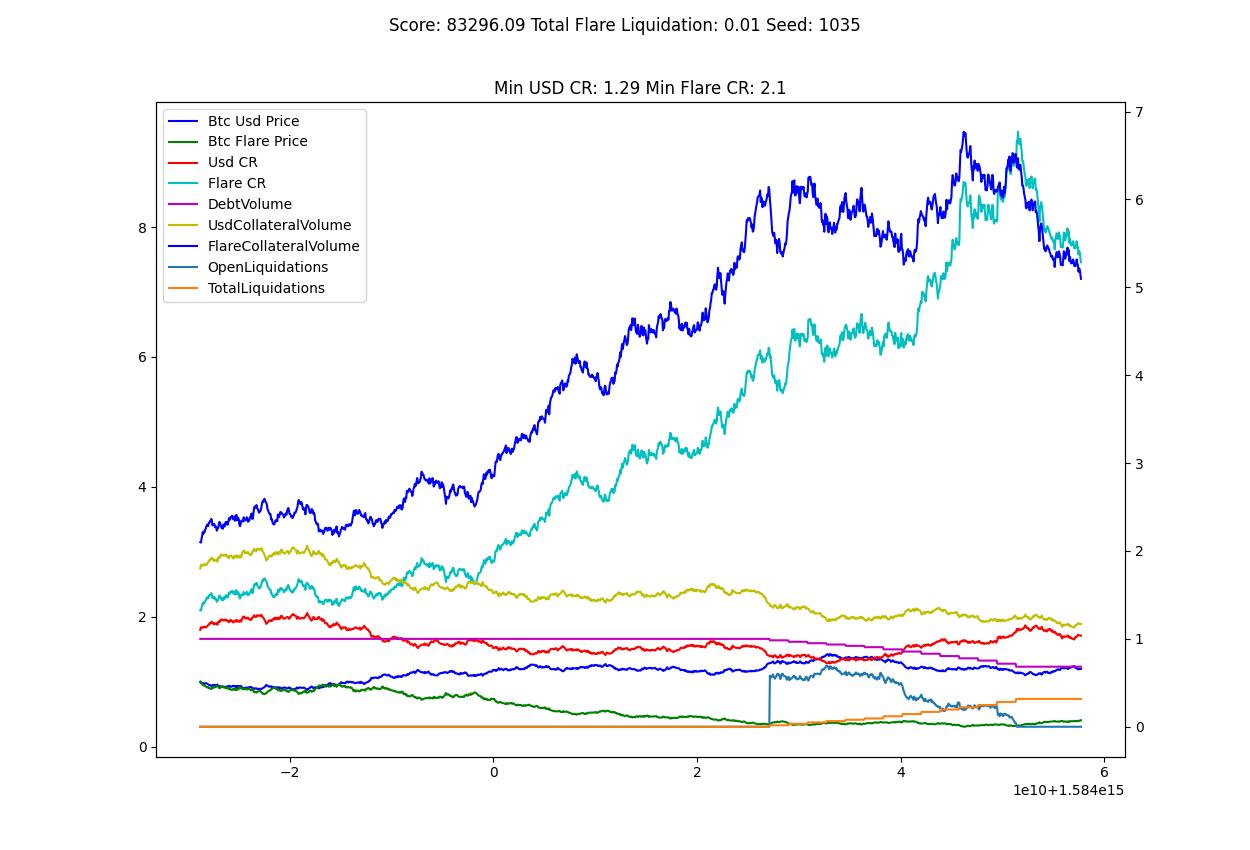 Score: 83296.09 Total Flare Liquidation: 0.01 Seed: 1035
Min USD CR: 1.29 Min Flare CR: 2.1
Btc Usd Price
Btc Flare Price
Usd CR
Flare CR
DebtVolume
UsdCollateralVolume
FlareCollateralVolume
OpenLiquidations
TotalLiquidations
8
6
4
2
0
7
6
5
4
3
2
1
0
−2
0
2
4
6
1e10+1.584e15